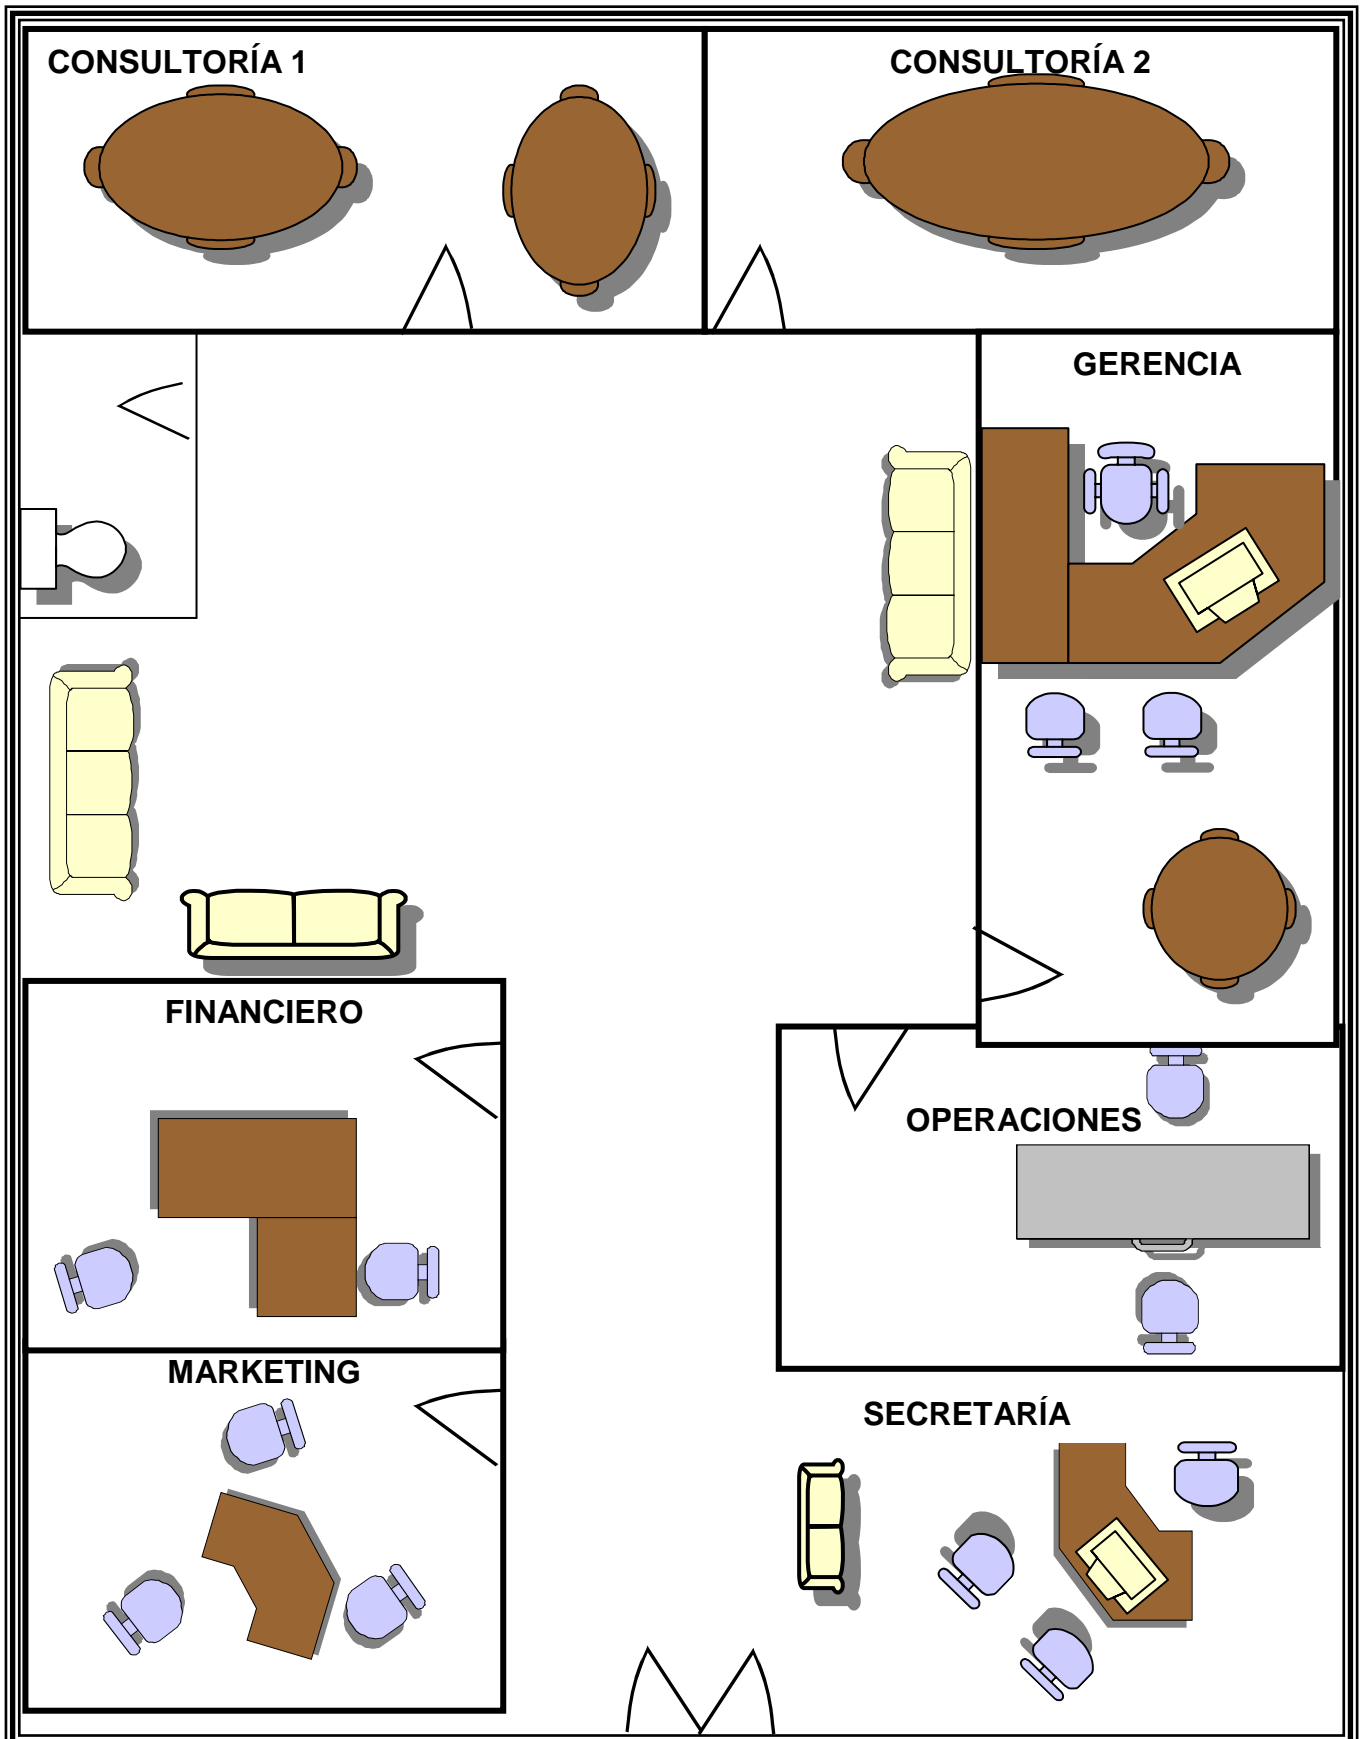 CONSULTORÍA 1
CONSULTORÍA 2
GERENCIA
FINANCIERO
OPERACIONES
MARKETING
SECRETARÍA